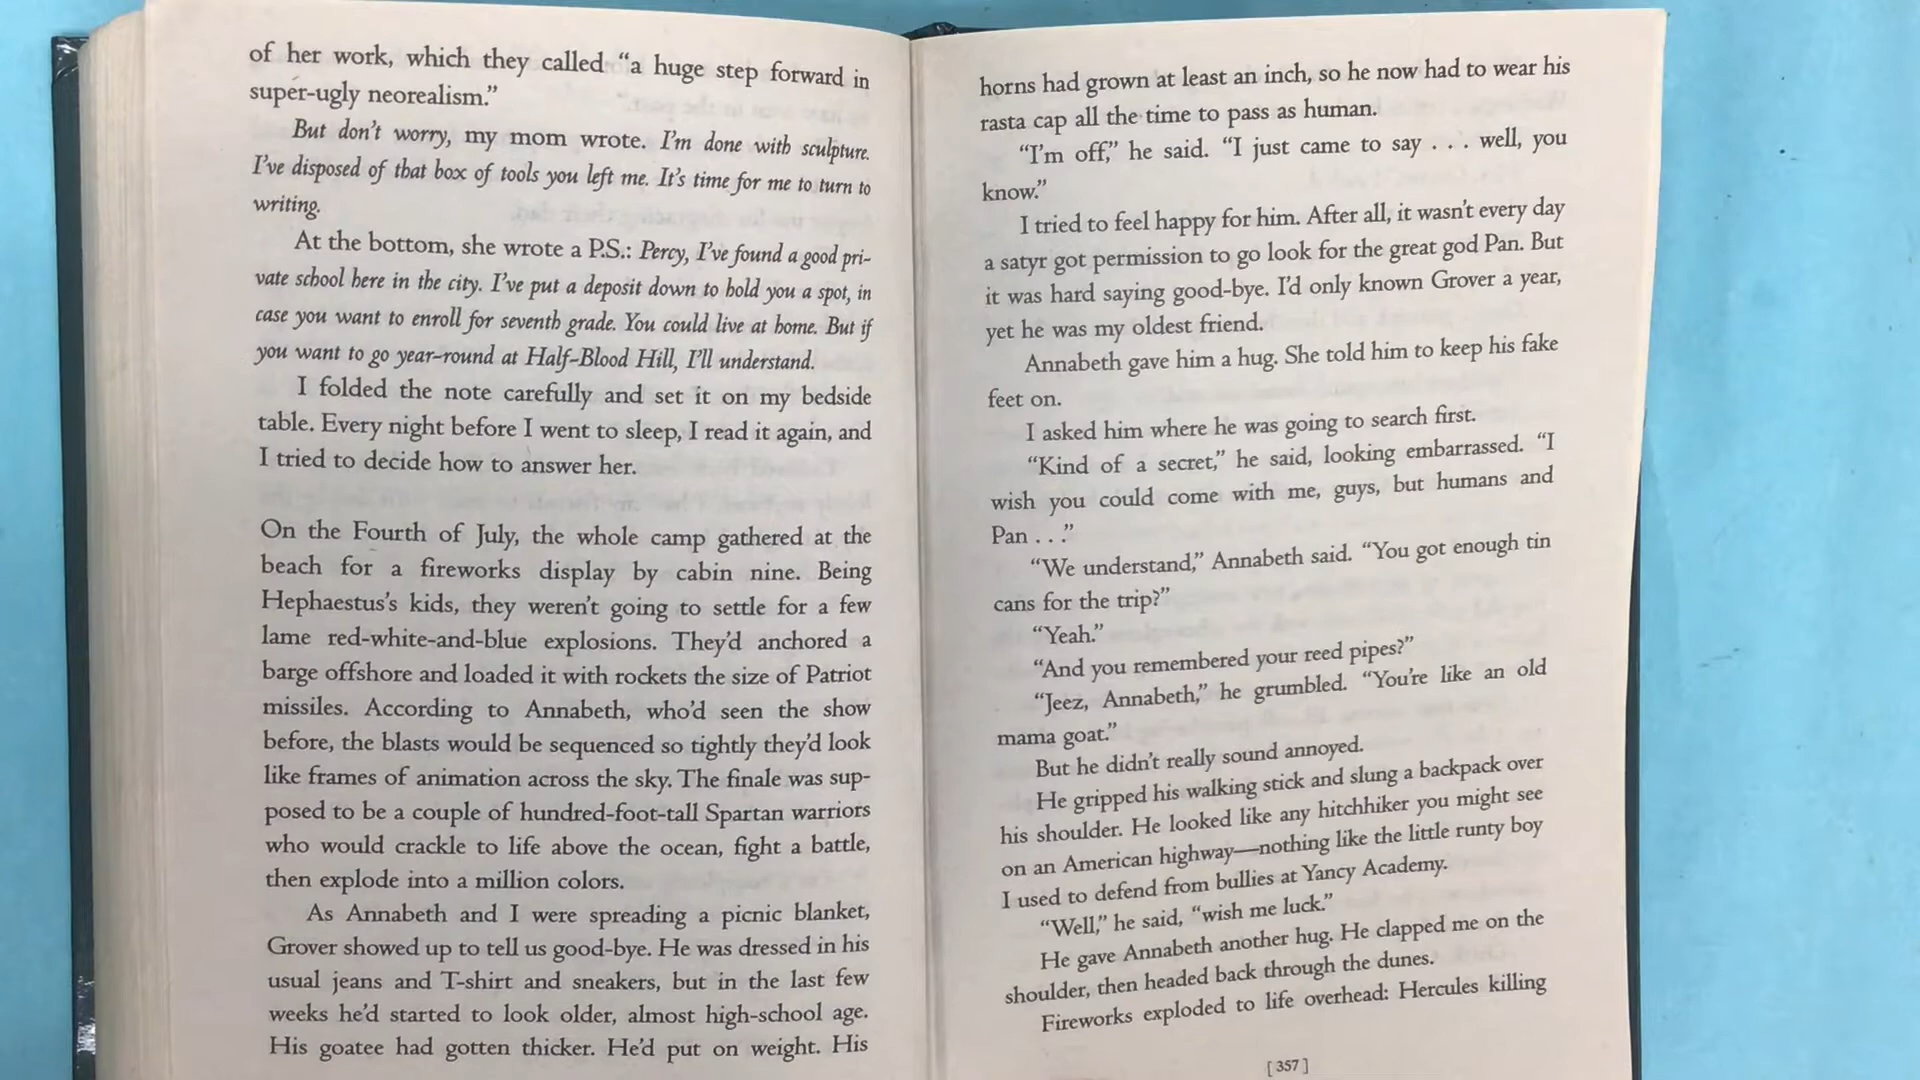 of her work, which they called “a huge step forward in
super-ugly neorealism.”
But don’t worry, my mom wrote. I’m done with sculpture.
I’ve disposed of that box of tools you left me. It’s time for me to turn to
writing.
At the bottom, she wrote a P.S.: Percy, I’ve found a good pri-
vate school here in the city. I’ve put a deposit down to hold you a spot, in
case you want to enroll for seventh grade. You could live at home. But if
you want to go year-round at Half-Blood Hill, I’ll understand.
I folded the note carefully and set it on my bedside
table. Every night before I went to sleep, I read it again, and
I tried to decide how to answer her.
On the Fourth of July, the whole camp gathered at the
beach for a fireworks display by cabin nine. Being
Hephaestus’s kids, they weren’t going to settle for a few
lame red-white-and-blue explosions. They’d anchored a
barge offshore and loaded it with rockets the size of Patriot
missiles. According to Annabeth, who’d seen the show
before, the blasts would be sequenced so tightly they’d look
like frames of animation across the sky. The finale was sup-
posed to be a couple of hundred-foot-tall Spartan warriors
who would crackle to life above the ocean, fight a battle,
then explode into a million colors.
As Annabeth and I were spreading a picnic blanket,
Grover showed up to tell us good-bye. He was dressed in his
usual jeans and T-shirt and sneakers, but in the last few
weeks he’d started to look older, almost high-school age.
His goatee had gotten thicker. He’d put on weight. His
horns had grown at least an inch, so he now had to wear his
rasta cap all the time to pass as human.
“I’m off,” he said. “I just came to say . . . well, you
know.”
I tried to feel happy for him. After all, it wasn’t every day
a satyr got permission to go look for the great god Pan. But
it was hard saying good-bye. I’d only known Grover a year,
yet he was my oldest friend.
Annabeth gave him a hug. She told him to keep his fake
feet on.
I asked him where he was going to search first.
“Kind of a secret,” he said, looking embarrassed. “I
wish you could come with me, guys, but humans and
Pan . . .”
“We understand,” Annabeth said. “You got enough tin
cans for the trip?”
“Yeah.”
“And you remembered your reed pipes?”
“Jeez, Annabeth,” he grumbled. “You’re like an old
mama goat.”
But he didn’t really sound annoyed.
He gripped his walking stick and slung a backpack over
his shoulder. He looked like any hitchhiker you might see
on an American highway—nothing like the little runty boy
I used to defend from bullies at Yancy Academy.
“Well,” he said, “wish me luck.”
He gave Annabeth another hug. He clapped me on the
shoulder, then headed back through the dunes.
Fireworks exploded to life overhead: Hercules killing
[ 357 ]